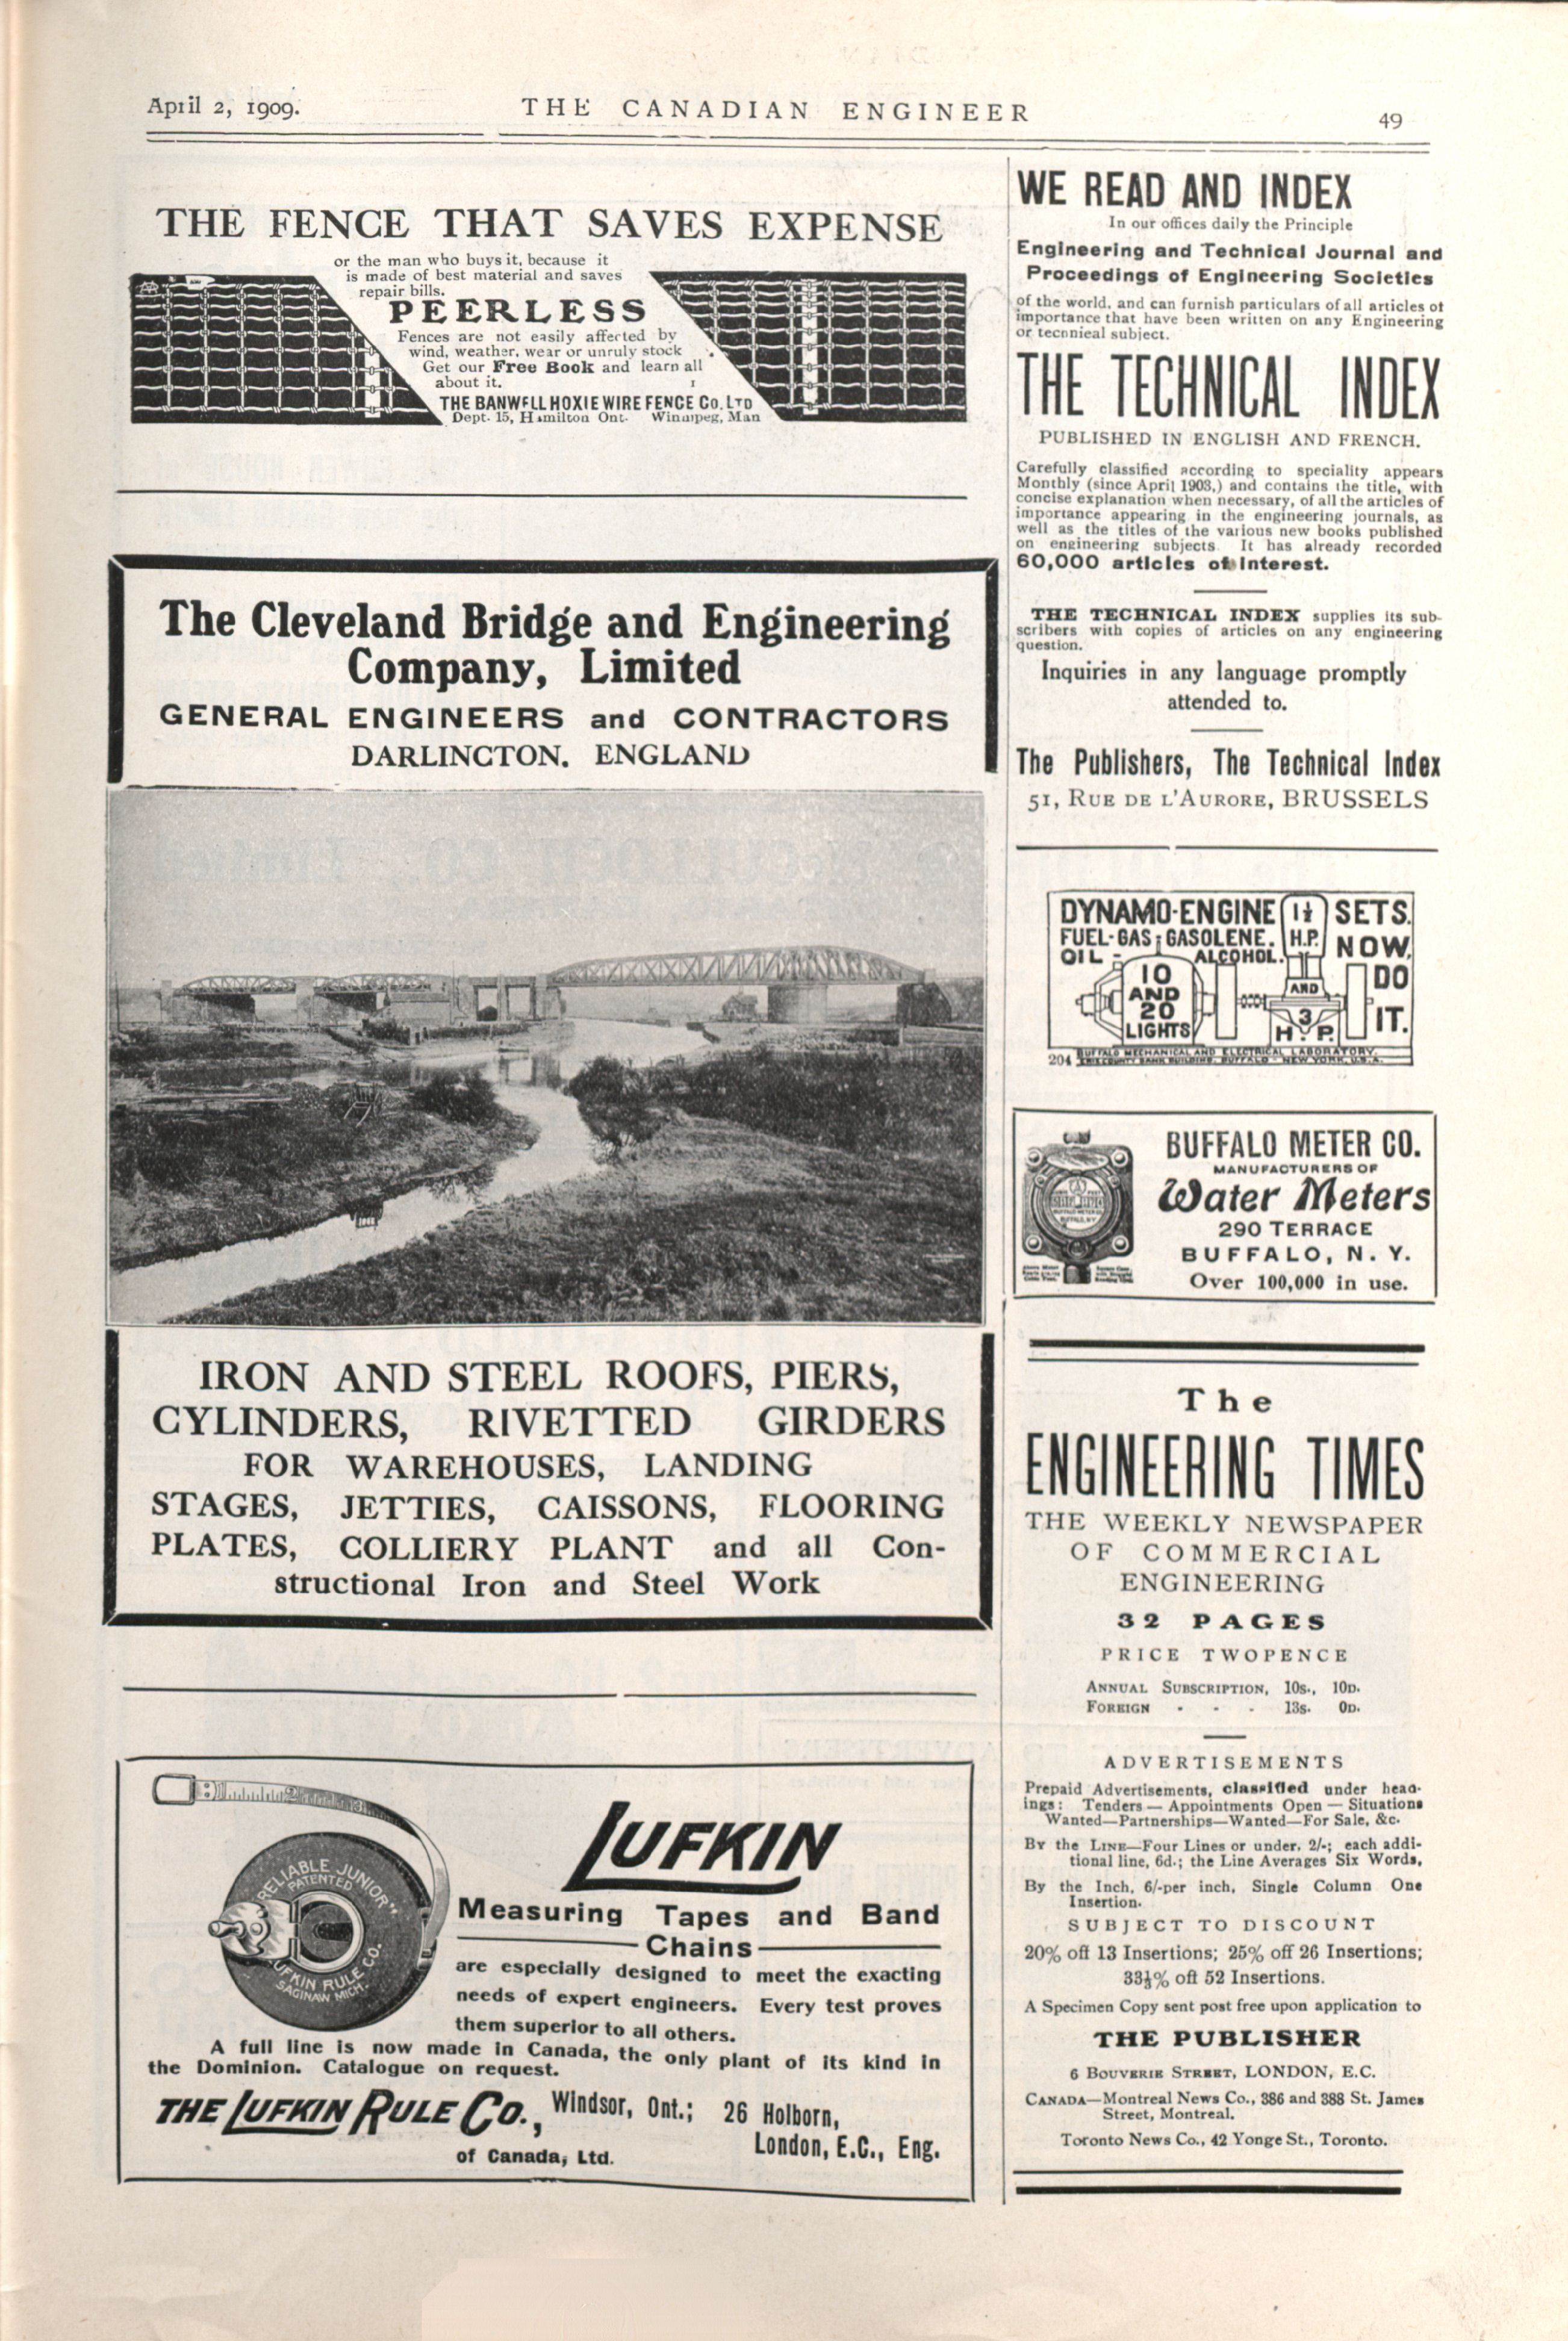 April 2, 1909.
THE CANADIAN ENGINEER
49
THE FENCE THAT SAVES EXPENSE
or the man who buys it, because it
is made of best material and saves
repair bills.
PEERLESS
Fences are not easily affected by
wind, weather, wear or unruly stock
Get our Free Book and learn all
about it.
THE BANWELL HOXIE WIRE FENCE CO. LTD
Dept. 15, Hamilton Ont. Winnipeg, Man
The Cleveland Bridge and Engineering
Company, Limited
GENERAL ENGINEERS and CONTRACTORS
DARLINGTON. ENGLAND
IRON AND STEEL ROOFS, PIERS,
CYLINDERS, RIVETTED GIRDERS
FOR WAREHOUSES, LANDING
STAGES, JETTIES, CAISSONS, FLOORING
PLATES, COLLIERY PLANT and all Con-
structional Iron and Steel Work
RELIABLE JUNIOR"
PATENTED
LUFKIN RULE CO.
SAGINAW MICH.
LUFKIN
Measuring Tapes and Band
Chains
are especially designed to meet the exacting
needs of expert engineers. Every test proves
them superior to all others.
A full line is now made in Canada, the only plant of its kind in
the Dominion. Catalogue on request.
THE LUFKIN RULE CO., Windsor, Ont.; 26 Holborn,
London, E.C., Eng.
of Canada, Ltd.
WE READ AND INDEX
In our offices daily the Principle
Engineering and Technical Journal and
Proceedings of Engineering Societies
of the world, and can furnish particulars of all articles of
importance that have been written on any Engineering
or tecnnieal subject.
THE TECHNICAL INDEX
PUBLISHED IN ENGLISH AND FRENCH.
Carefully classified according to speciality appears
Monthly (since April 1903,) and contains the title, with
concise explanation when necessary, of all the articles of
importance appearing in the engineering journals, as
well as the titles of the various new books published
on engineering subjects. It has already recorded
60,000 articles of interest.
THE TECHNICAL INDEX supplies its sub-
scribers with copies of articles on any engineering
question.
Inquiries in any language promptly
attended to.
The Publishers, The Technical Index
51, RUE DE L'AURORE, BRUSSELS
DYNAMO-ENGINE 1½ SETS.
FUEL-GAS; GASOLENE. H.P. NOW,
OIL - ALCOHOL.
10 AND DO
AND
20 3 IT.
LIGHTS H.P.
204 BUFFALO MECHANICAL AND ELECTRICAL LABORATORY.
ERIE COUNTY BANK BUILDING. BUFFALO - NEW YORK, U.S.A.
BUFFALO METER CO.
MANUFACTURERS OF
Water Meters
290 TERRACE
BUFFALO, N. Y.
Over 100,000 in use.
The
ENGINEERING TIMES
THE WEEKLY NEWSPAPER
OF COMMERCIAL
ENGINEERING
32 PAGES
PRICE TWOPENCE
ANNUAL SUBSCRIPTION, 10s., 10D.
FOREIGN - - - 13s. 0D.
ADVERTISEMENTS
Prepaid Advertisements, classified under head-
ings: Tenders — Appointments Open — Situations
Wanted—Partnerships—Wanted—For Sale, &c.
By the LINE—Four Lines or under, 2/-; each addi-
tional line, 6d.; the Line Averages Six Words,
By the Inch, 6/-per inch, Single Column One
Insertion.
SUBJECT TO DISCOUNT
20% off 13 Insertions; 25% off 26 Insertions;
33⅓% off 52 Insertions.
A Specimen Copy sent post free upon application to
THE PUBLISHER
6 BOUVERIE STREET, LONDON, E.C.
CANADA—Montreal News Co., 386 and 388 St. James
Street, Montreal.
Toronto News Co., 42 Yonge St., Toronto.